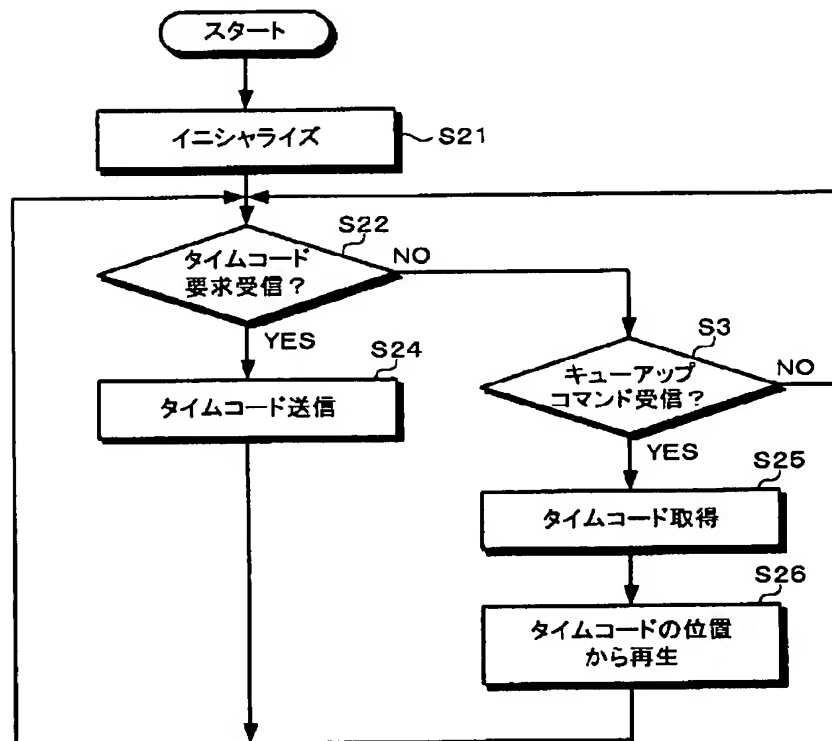 スタート
イニシャライズ
S21
S22
タイムコード
要求受信？
NO
YES
S24
タイムコード送信
S3
キューアップ
コマンド受信？
NO
YES
S25
タイムコード取得
S26
タイムコードの位置
から再生